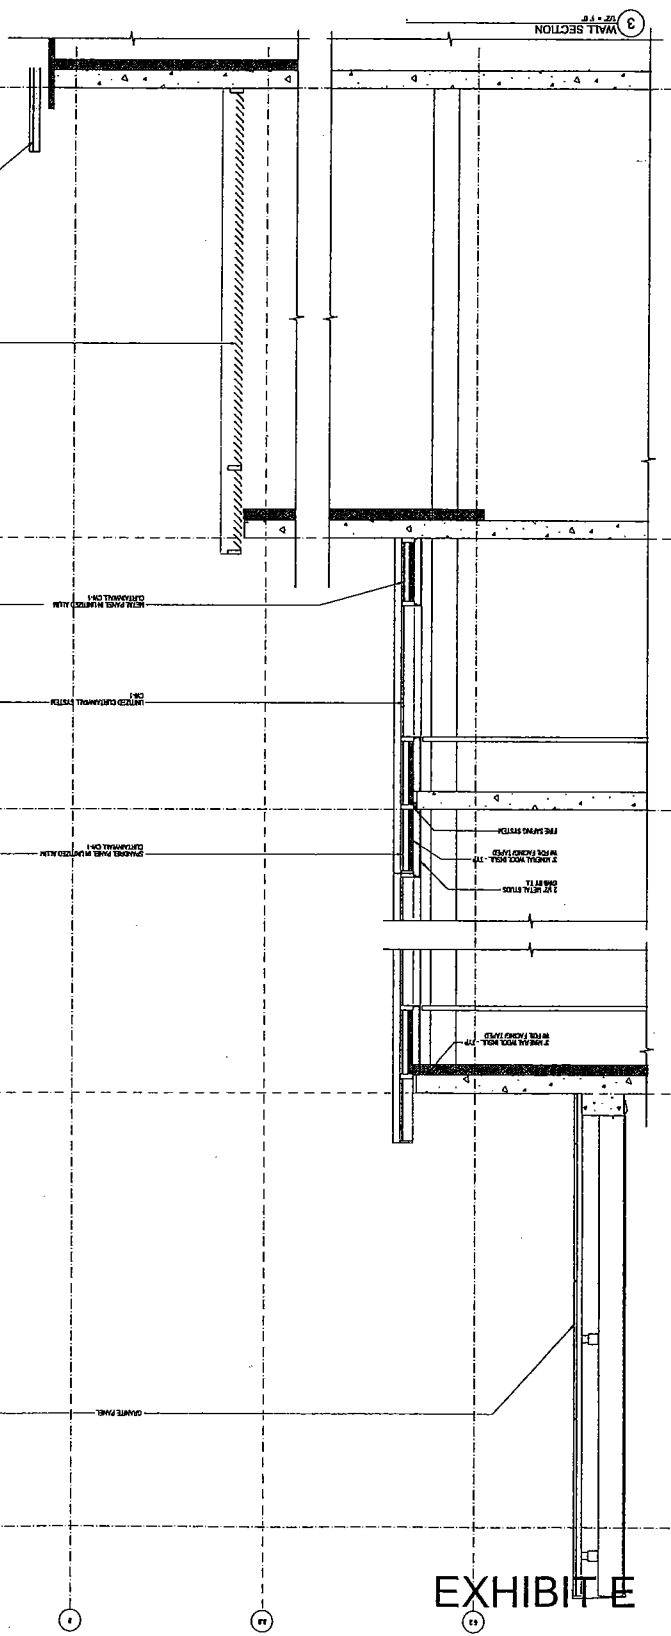 3
WALL SECTION
1/2" = 1'-0"
METAL PANEL IN UNITIZED ALUM
CURTAINWALL CW-1
UNITIZED CURTAINWALL SYSTEM
CW-1
SPANDREL PANEL IN UNITIZED ALUM
CURTAINWALL CW-1
FIRE SAFING SYSTEM
3" MINERAL WOOL INSUL. - TYP
W/ FOIL FACING TAPED
2 1/2" METAL STUDS
GWB BY T.I.
3" MINERAL WOOL INSUL. - TYP
W/ FOIL FACING TAPED
GRANITE PANEL
EXHIBIT E